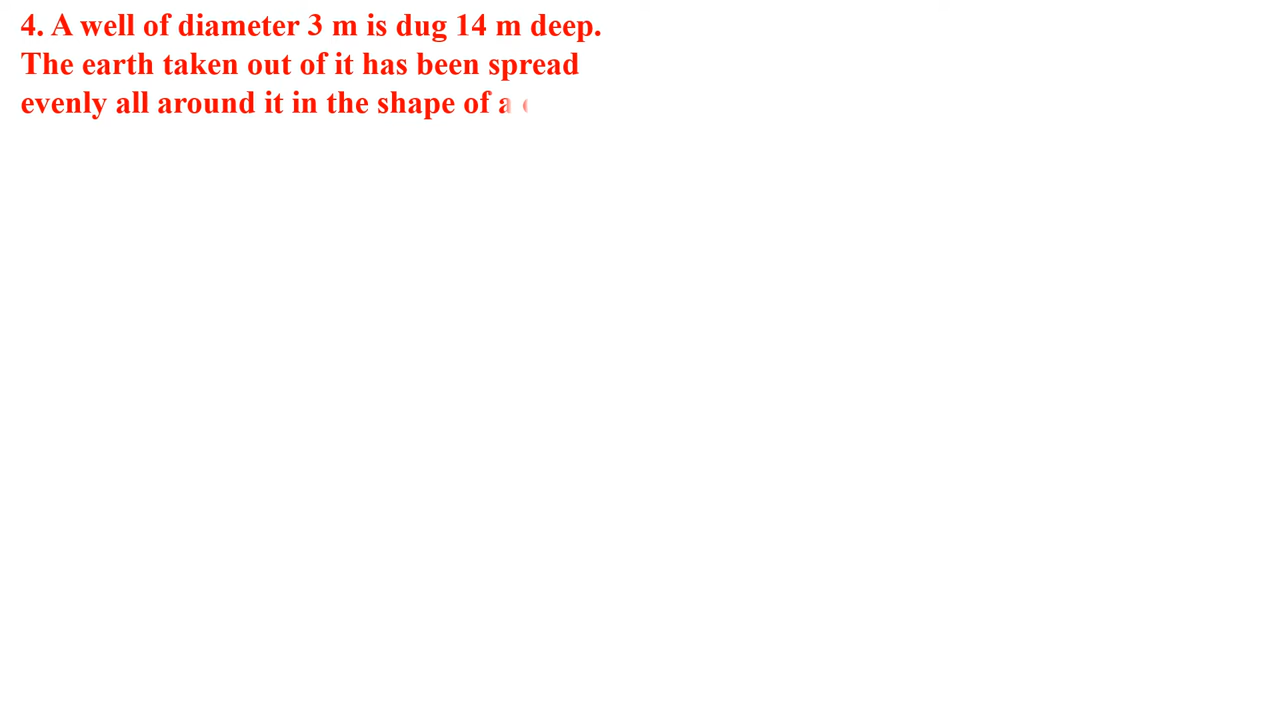 4. A well of diameter 3 m is dug 14 m deep.
The earth taken out of it has been spread
evenly all around it in the shape of a